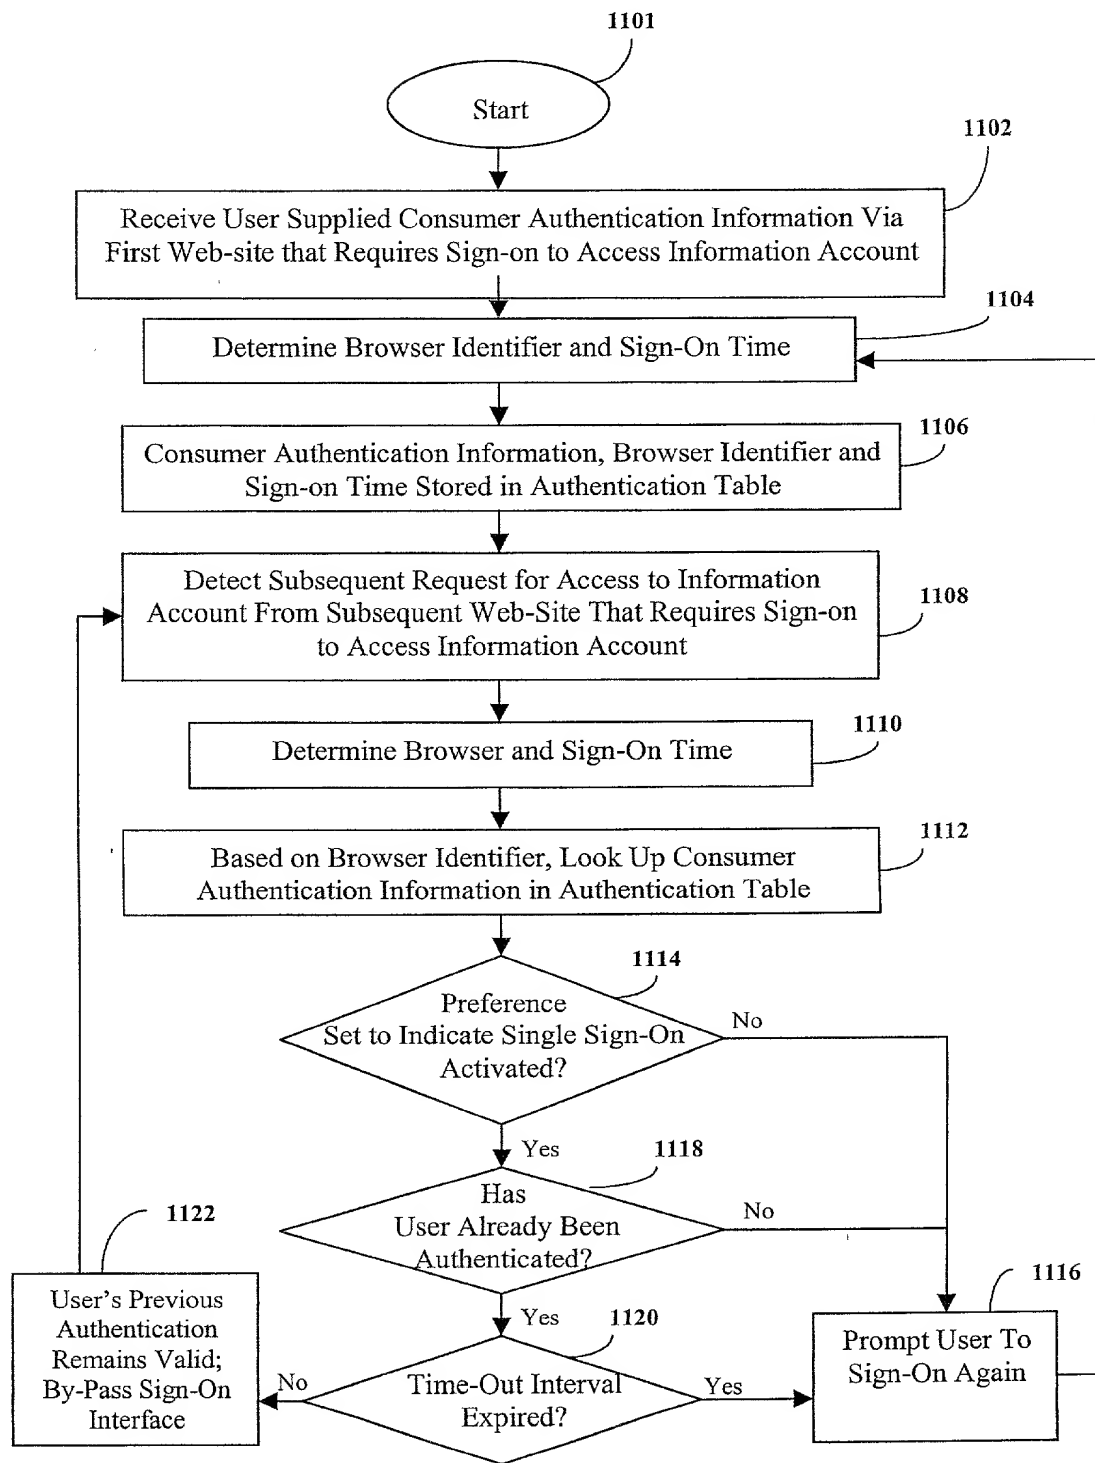 1101
Start
1102
Receive User Supplied Consumer Authentication Information Via
First Web-site that Requires Sign-on to Access Information Account
1104
Determine Browser Identifier and Sign-On Time
1106
Consumer Authentication Information, Browser Identifier and
Sign-on Time Stored in Authentication Table
Detect Subsequent Request for Access to Information
Account From Subsequent Web-Site That Requires Sign-on
to Access Information Account
1108
1110
Determine Browser and Sign-On Time
1112
Based on Browser Identifier, Look Up Consumer
Authentication Information in Authentication Table
1114
Preference
Set to Indicate Single Sign-On
Activated?
No
Yes
1118
Has
User Already Been
Authenticated?
No
Yes
1122
User's Previous
Authentication
Remains Valid;
By-Pass Sign-On
Interface
1120
Time-Out Interval
Expired?
No
Yes
1116
Prompt User To
Sign-On Again